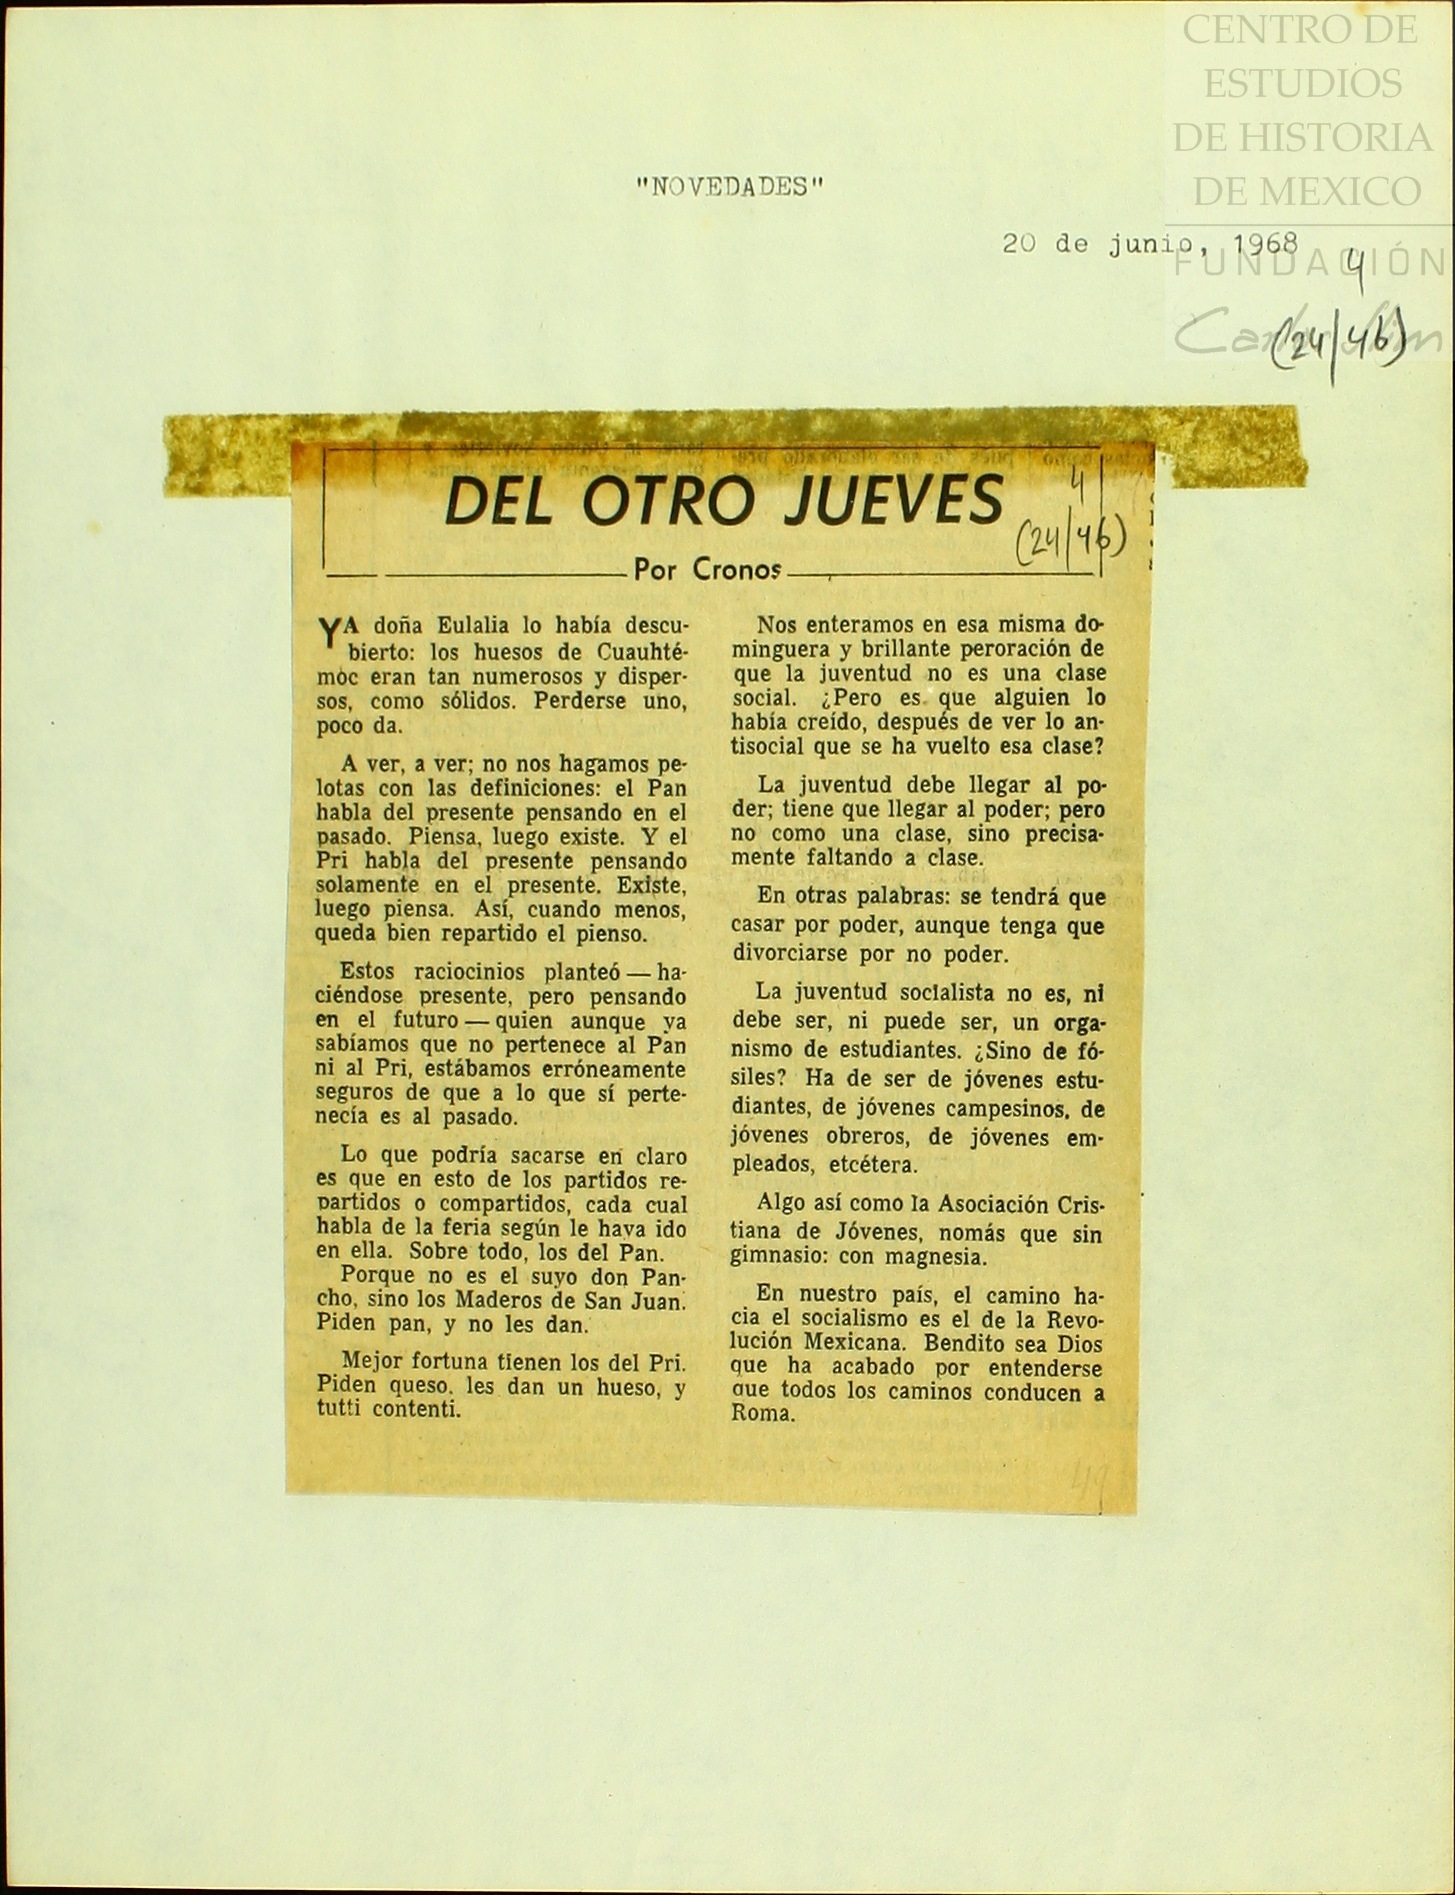 CENTRO DE
ESTUDIOS
DE HISTORIA
DE MEXICO
FUNDACIÓN
Carlos Slim
"NOVEDADES"
20 de junio, 1968
4
(24/46)
DEL OTRO JUEVES
4
(24/46)
Por Cronos
YA doña Eulalia lo había descu-
bierto: los huesos de Cuauhté-
moc eran tan numerosos y disper-
sos, como sólidos. Perderse uno,
poco da.
A ver, a ver; no nos hagamos pe-
lotas con las definiciones: el Pan
habla del presente pensando en el
pasado. Piensa, luego existe. Y el
Pri habla del presente pensando
solamente en el presente. Existe,
luego piensa. Así, cuando menos,
queda bien repartido el pienso.
Estos raciocinios planteó — ha-
ciéndose presente, pero pensando
en el futuro — quien aunque ya
sabíamos que no pertenece al Pan
ni al Pri, estábamos erróneamente
seguros de que a lo que sí perte-
necía es al pasado.
Lo que podría sacarse en claro
es que en esto de los partidos re-
partidos o compartidos, cada cual
habla de la feria según le haya ido
en ella. Sobre todo, los del Pan.
Porque no es el suyo don Pan-
cho, sino los Maderos de San Juan.
Piden pan, y no les dan.
Mejor fortuna tienen los del Pri.
Piden queso, les dan un hueso, y
tutti contenti.
Nos enteramos en esa misma do-
minguera y brillante peroración de
que la juventud no es una clase
social. ¿Pero es que alguien lo
había creído, después de ver lo an-
tisocial que se ha vuelto esa clase?
La juventud debe llegar al po-
der; tiene que llegar al poder; pero
no como una clase, sino precisa-
mente faltando a clase.
En otras palabras: se tendrá que
casar por poder, aunque tenga que
divorciarse por no poder.
La juventud socialista no es, ni
debe ser, ni puede ser, un orga-
nismo de estudiantes. ¿Sino de fó-
siles? Ha de ser de jóvenes estu-
diantes, de jóvenes campesinos, de
jóvenes obreros, de jóvenes em-
pleados, etcétera.
Algo así como la Asociación Cris-
tiana de Jóvenes, nomás que sin
gimnasio: con magnesia.
En nuestro país, el camino ha-
cia el socialismo es el de la Revo-
lución Mexicana. Bendito sea Dios
que ha acabado por entenderse
que todos los caminos conducen a
Roma.